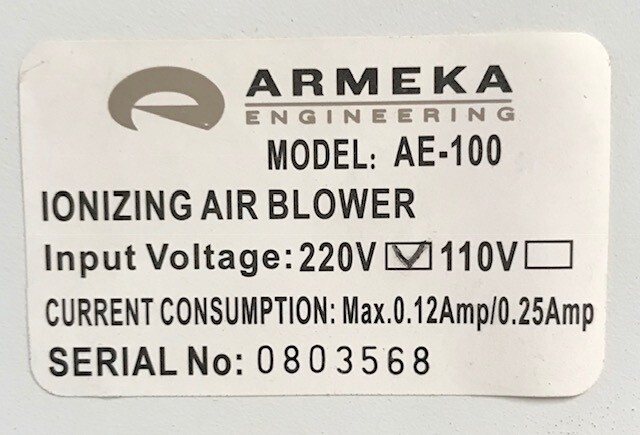 ARMEKA
ENGINEERING
MODEL: AE-100
IONIZING AIR BLOWER
Input Voltage: 220V ☑ 110V ☐
CURRENT CONSUMPTION: Max.0.12Amp/0.25Amp
SERIAL No: 0803568